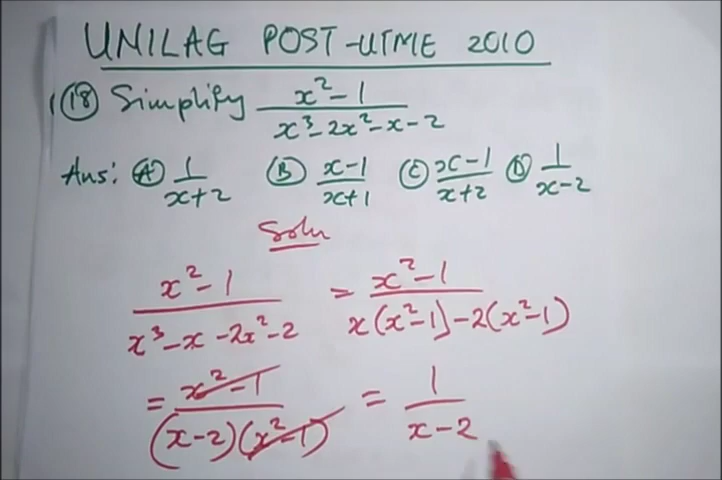 UNILAG POST-UTME 2010
(18) Simplify (x² - 1)/(x³ - 2x² - x - 2)
Ans: (A) 1/(x+2) (B) (x-1)/(x+1) (C) (x-1)/(x+2) (D) 1/(x-2)
Soln
(x² - 1)/(x³ - x - 2x² - 2) = (x² - 1)/(x(x² - 1) - 2(x² - 1))
= (x² - 1)/((x-2)(x² - 1)) = 1/(x-2)